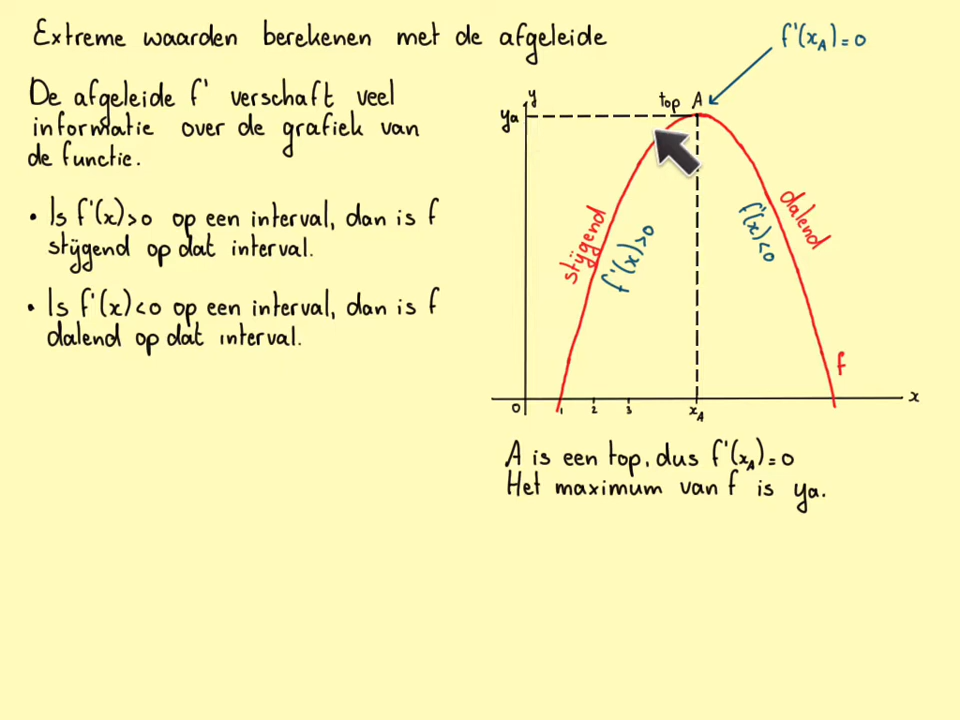 Extreme waarden berekenen met de afgeleide
De afgeleide f' verschaft veel
informatie over de grafiek van
de functie.
• Is f'(x)>0 op een interval, dan is f
stijgend op dat interval.
• Is f'(x)<0 op een interval, dan is f
dalend op dat interval.
f'(x_A)=0
y
top A
ya
stijgend
f'(x)>0
dalend
f'(x)<0
f
0 1 2 3 x_A x
A is een top, dus f'(x_A)=0
Het maximum van f is ya.